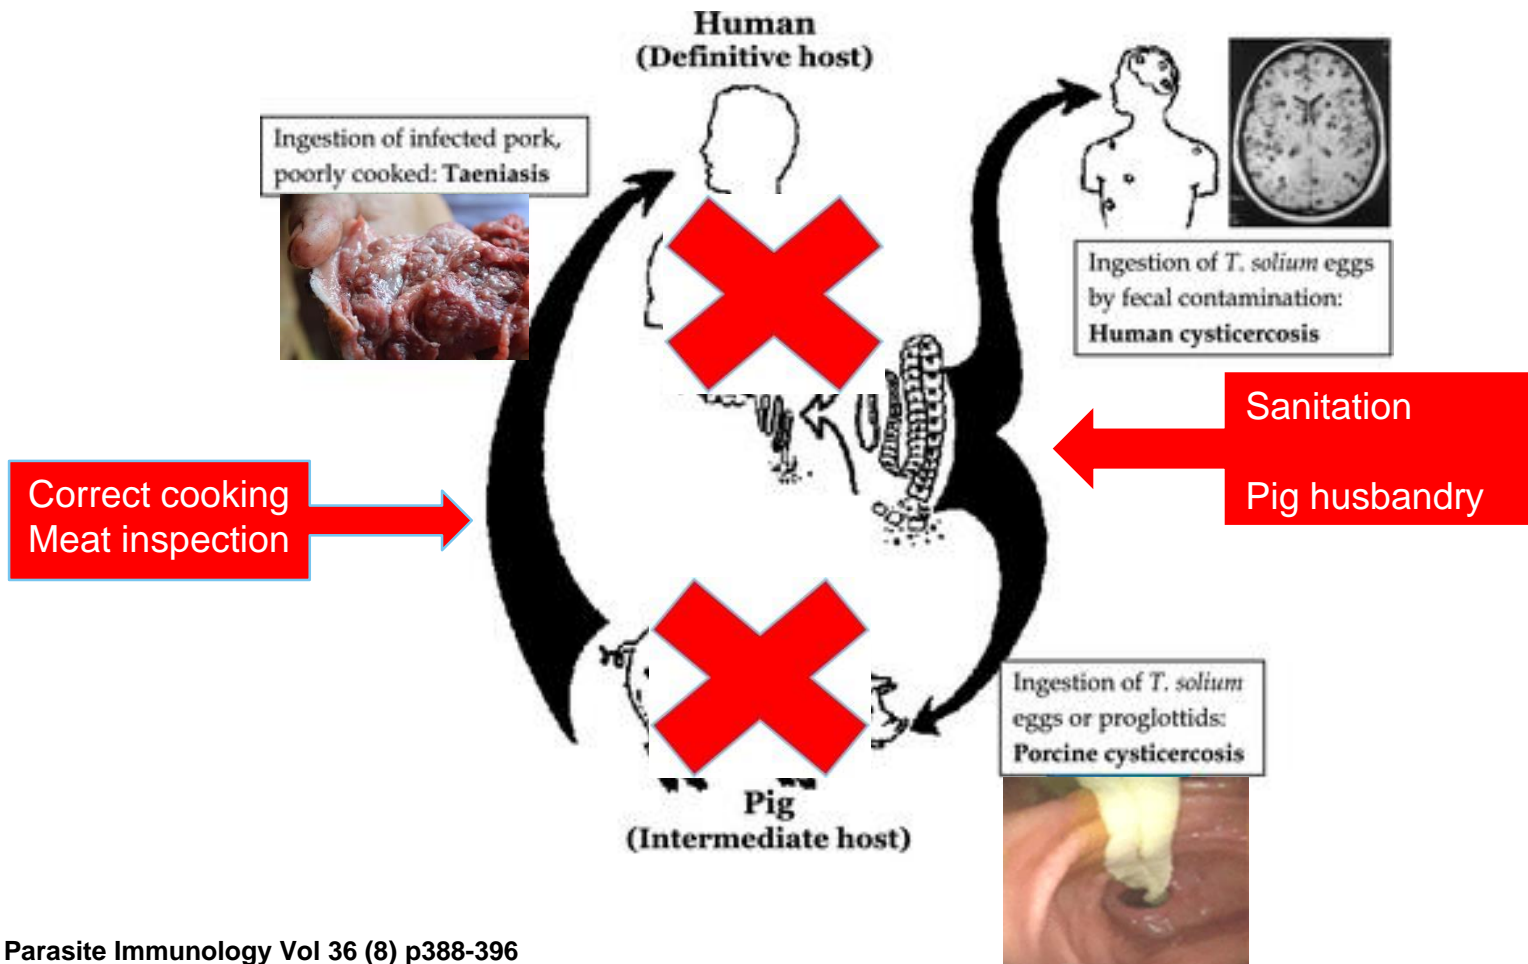 Human
(Definitive host)
Ingestion of infected pork,
poorly cooked: Taeniasis
Ingestion of T. solium eggs
by fecal contamination:
Human cysticercosis
Sanitation
Pig husbandry
Correct cooking
Meat inspection
Ingestion of T. solium
eggs or proglottids:
Porcine cysticercosis
Pig
(Intermediate host)
Parasite Immunology Vol 36 (8) p388-396